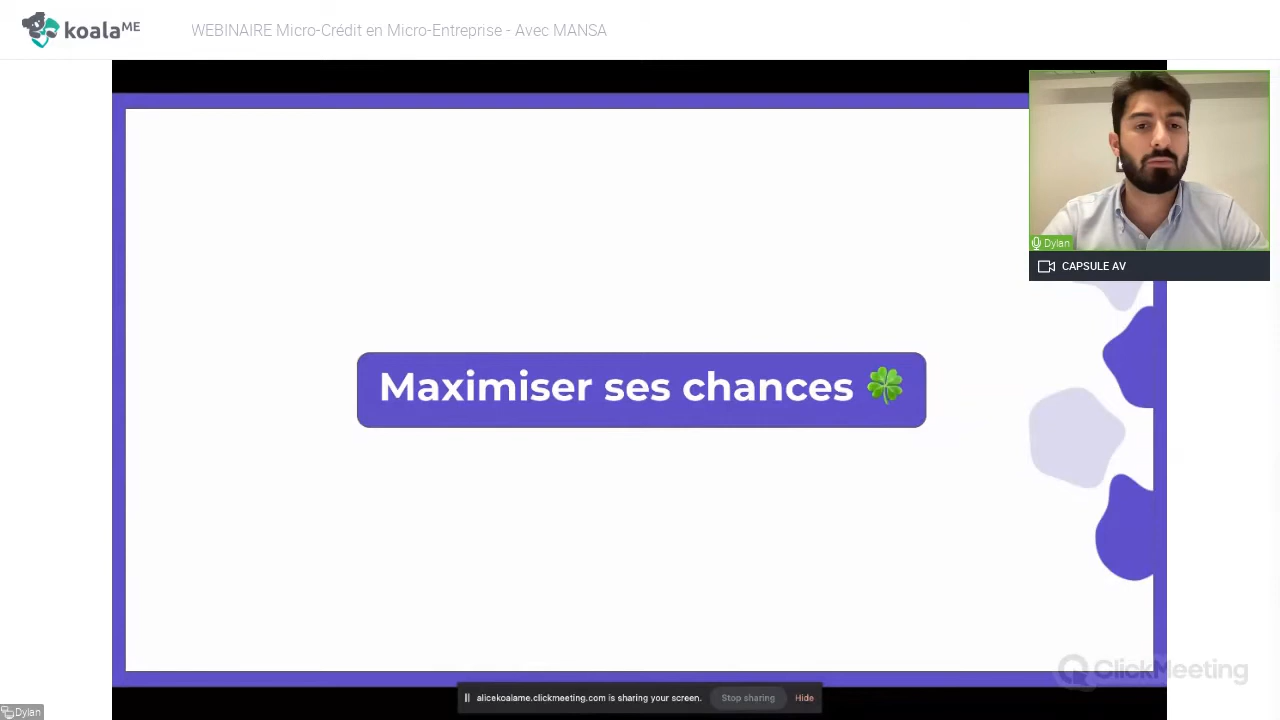 koala ME
WEBINAIRE Micro-Crédit en Micro-Entreprise - Avec MANSA
Dylan
CAPSULE AV
Maximiser ses chances 🍀
ClickMeeting
alicekoalame.clickmeeting.com is sharing your screen.
Stop sharing
Hide
Dylan